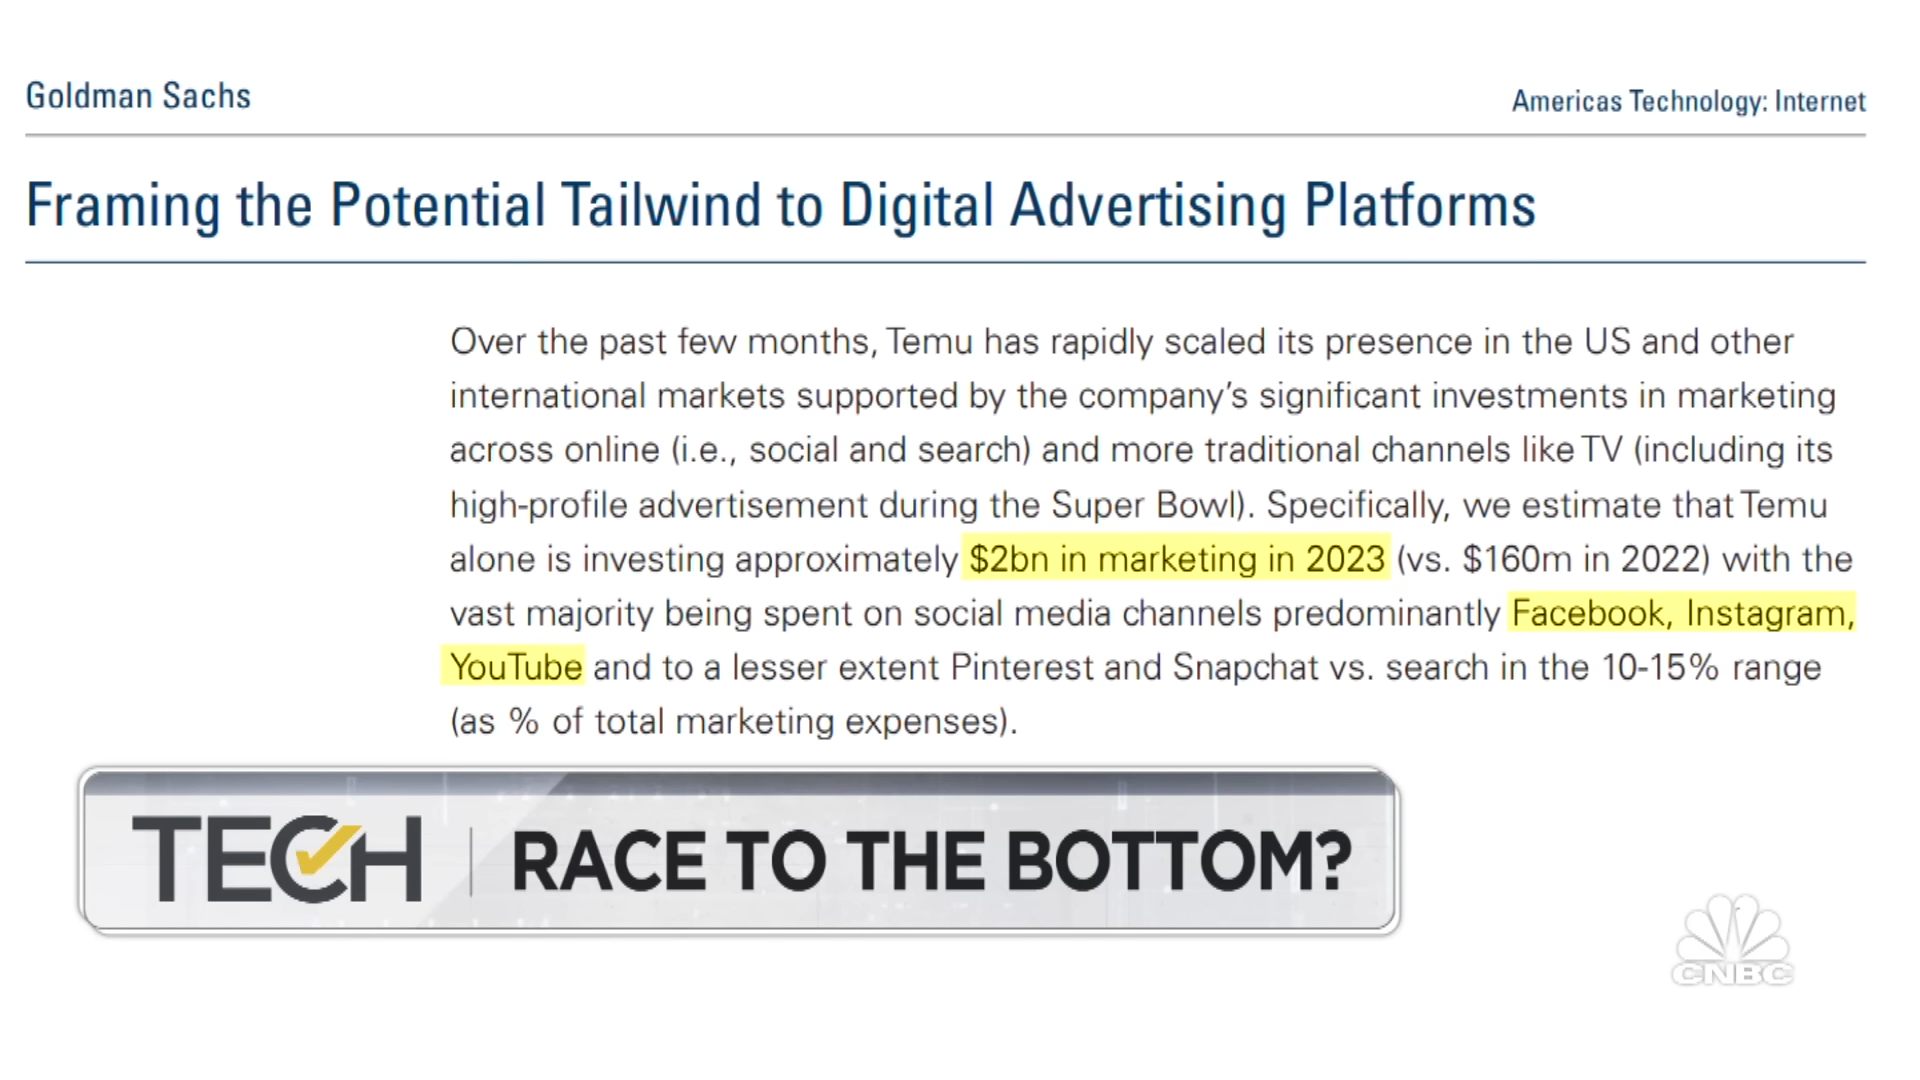 Goldman Sachs
Americas Technology: Internet
Framing the Potential Tailwind to Digital Advertising Platforms
Over the past few months, Temu has rapidly scaled its presence in the US and other
international markets supported by the company’s significant investments in marketing
across online (i.e., social and search) and more traditional channels like TV (including its
high-profile advertisement during the Super Bowl). Specifically, we estimate that Temu
alone is investing approximately $2bn in marketing in 2023 (vs. $160m in 2022) with the
vast majority being spent on social media channels predominantly Facebook, Instagram,
YouTube and to a lesser extent Pinterest and Snapchat vs. search in the 10-15% range
(as % of total marketing expenses).
TECH | RACE TO THE BOTTOM?
CNBC